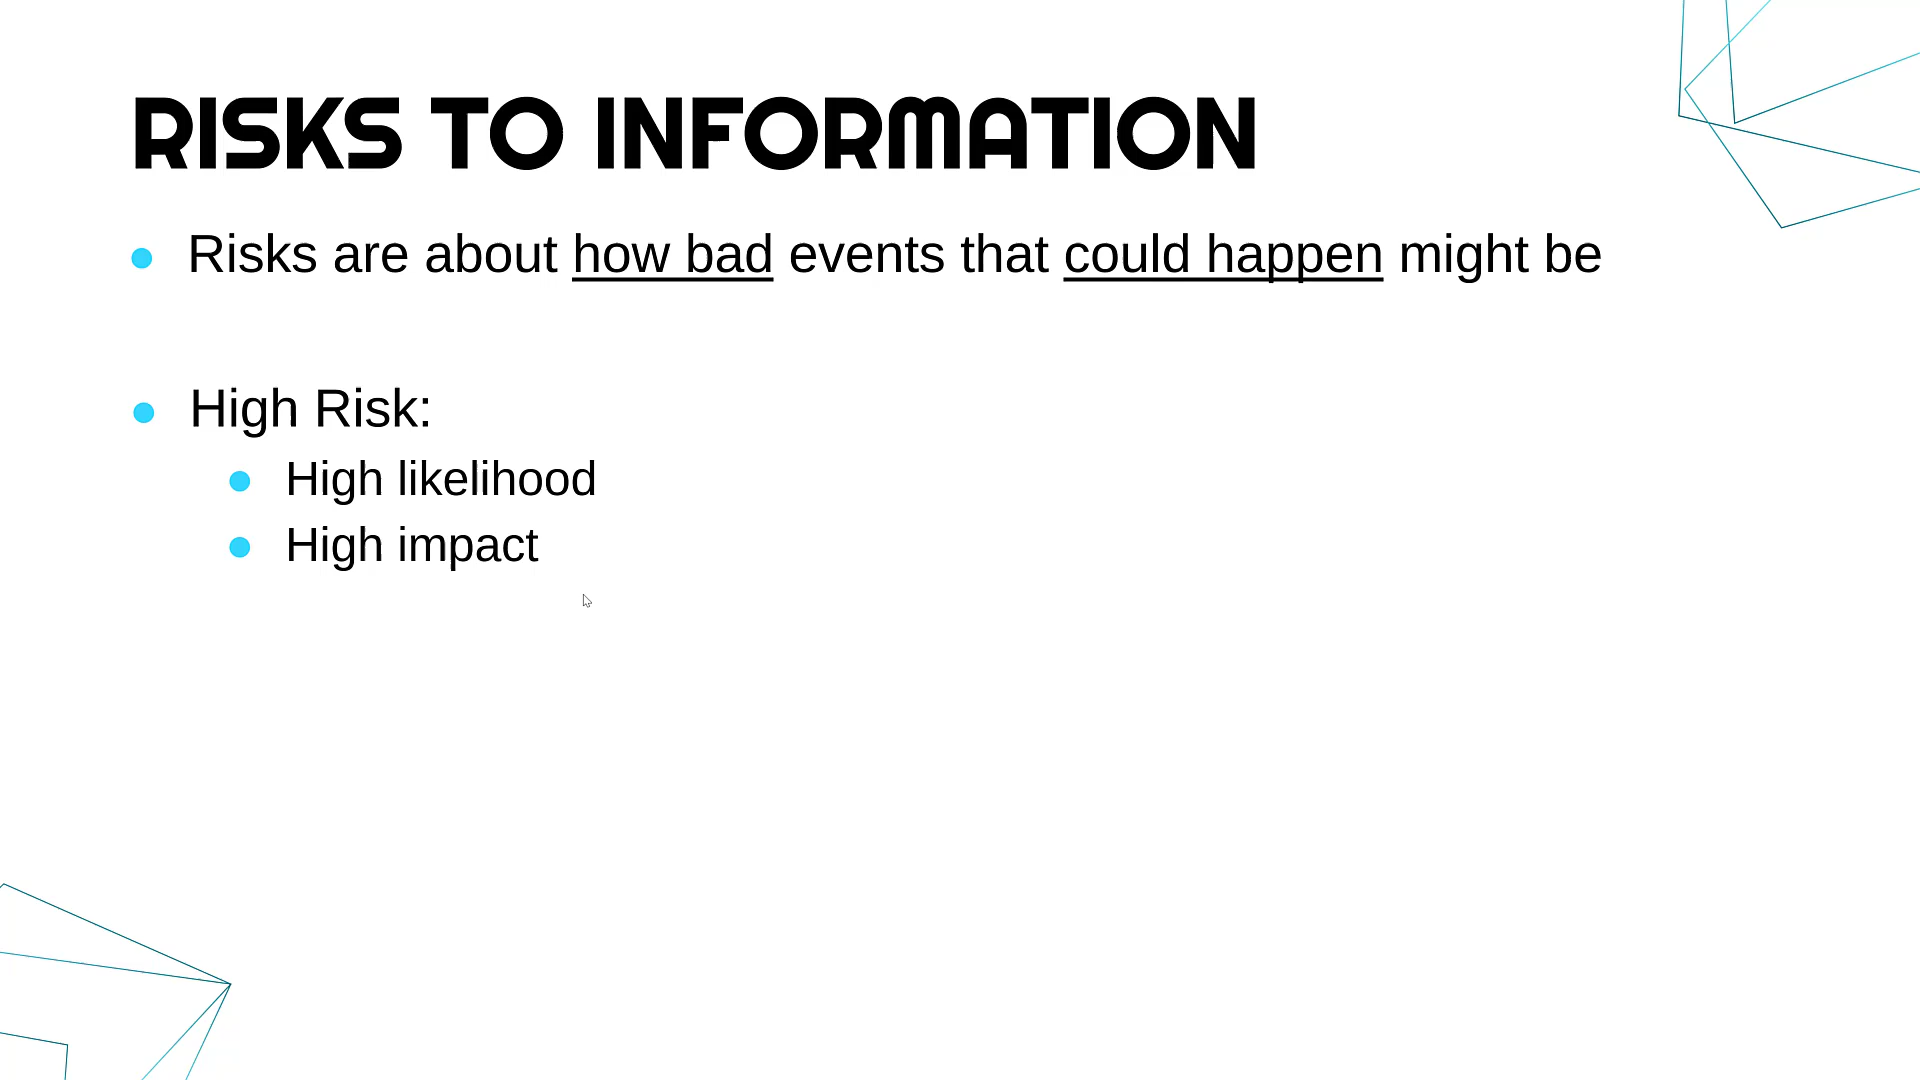 RISKS TO INFORMATION
Risks are about how bad events that could happen might be
High Risk:
High likelihood
High impact